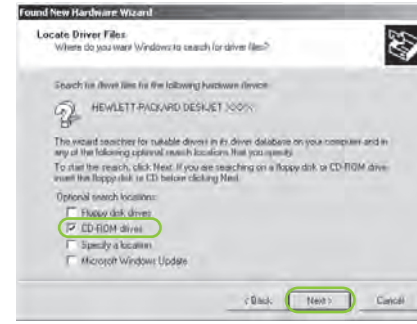 Found New Hardware Wizard
Locate Driver Files
Where do you want Windows to search for driver files?
Search for driver files for the following hardware device:
HEWLETT-PACKARD DESKJET
The wizard searches for suitable drivers in its driver database on your computer and in
any of the following optional search locations that you specify.
To start the search, click Next. If you are searching on a floppy disk or CD-ROM drive,
insert the floppy disk or CD before clicking Next.
Optional search locations:
Floppy disk drives
CD-ROM drives
Specify a location
Microsoft Windows Update
< Back
Next >
Cancel